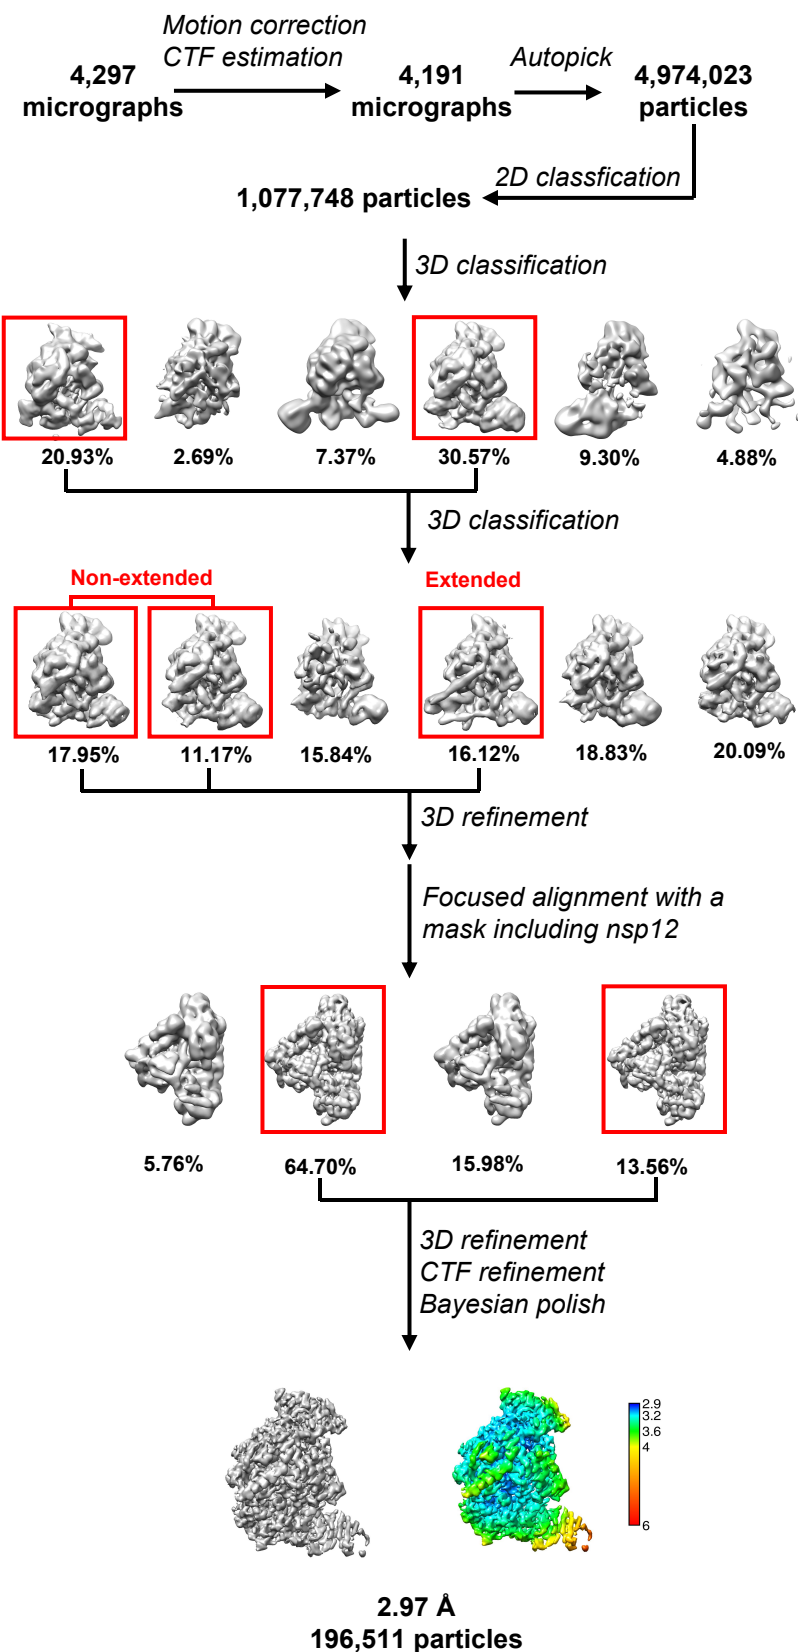 Motion correction
CTF estimation
Autopick
4,297
micrographs
4,191
micrographs
4,974,023
particles
2D classfication
1,077,748 particles
3D classification
20.93%
2.69%
7.37%
30.57%
9.30%
4.88%
3D classification
Non-extended
Extended
17.95%
11.17%
15.84%
16.12%
18.83%
20.09%
3D refinement
Focused alignment with a
mask including nsp12
5.76%
64.70%
15.98%
13.56%
3D refinement
CTF refinement
Bayesian polish
2.9
3.2
3.6
4
6
2.97 Å
196,511 particles